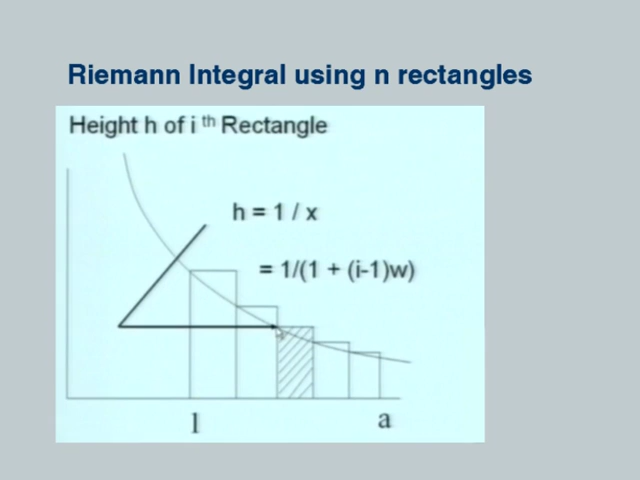 Riemann Integral using n rectangles
Height h of i th Rectangle
h = 1 / x
= 1/(1 + (i-1)w)
1 a